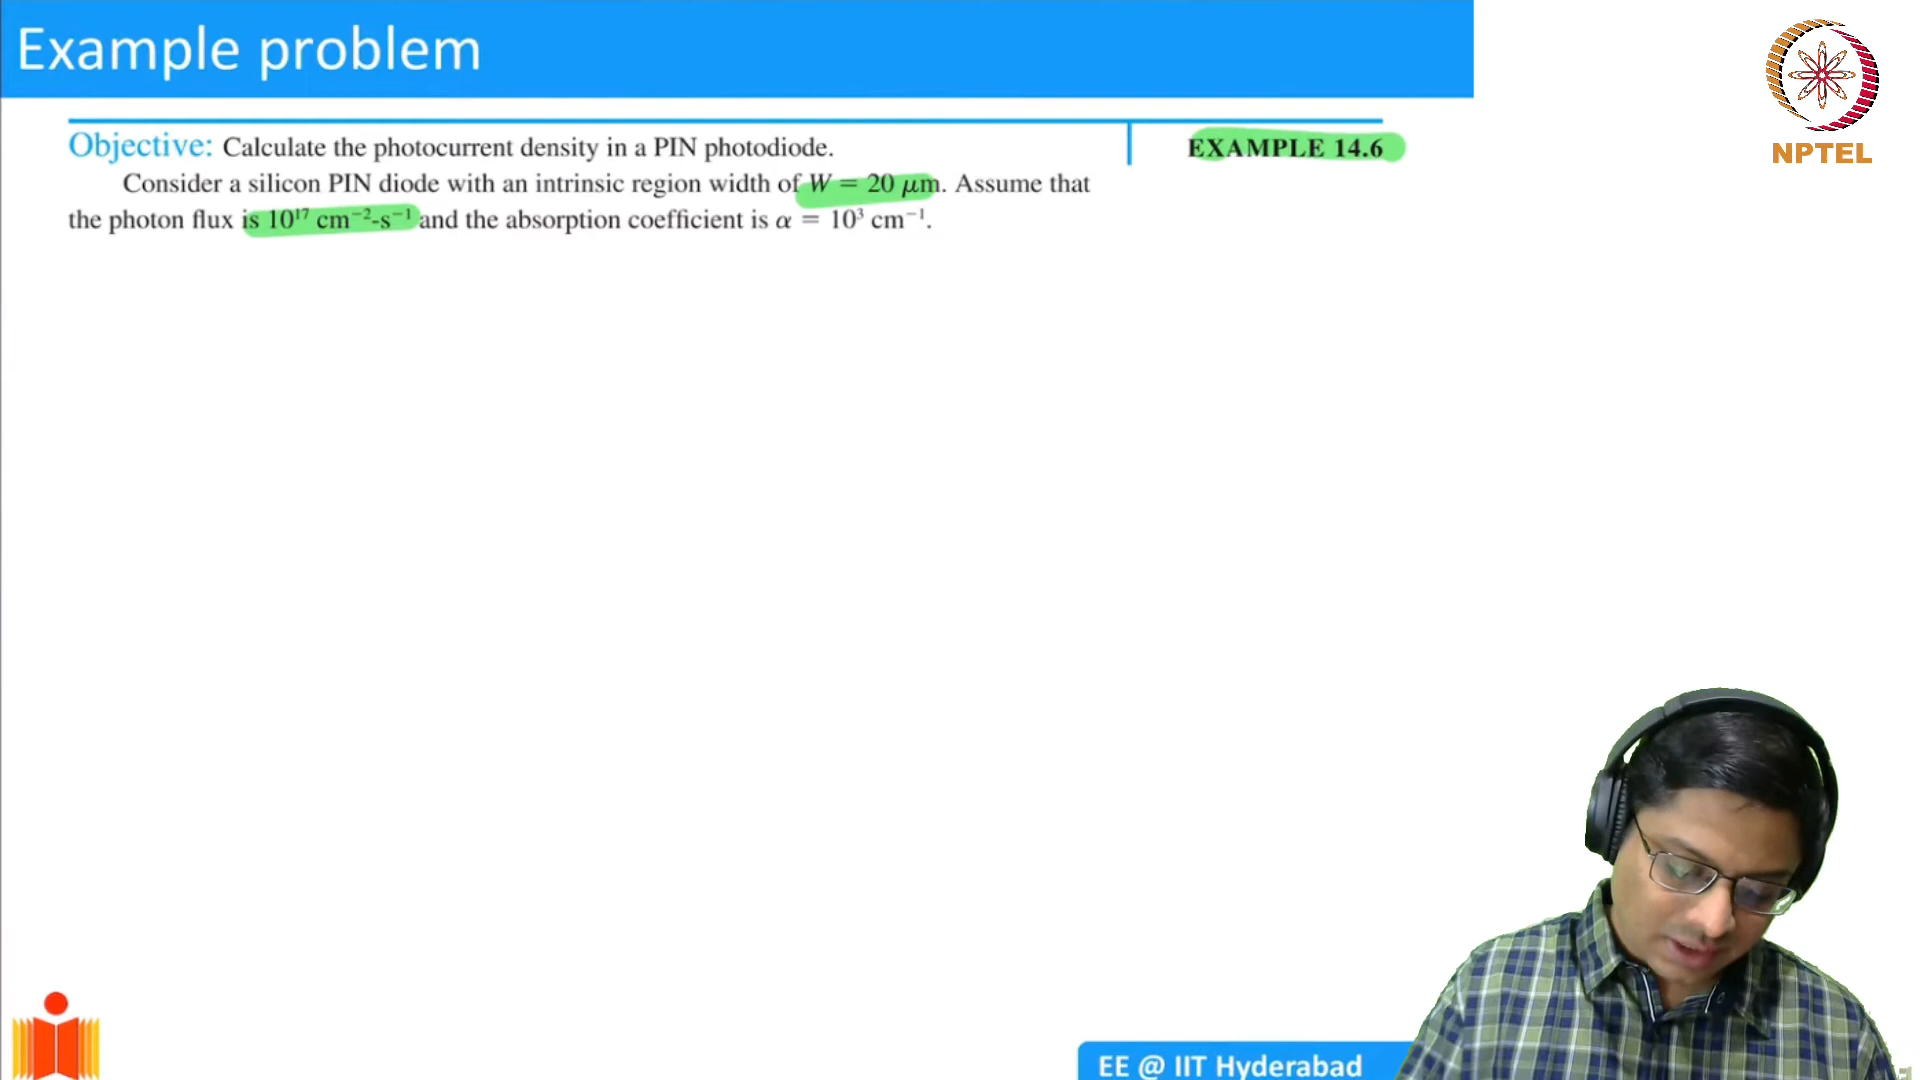 Example problem
NPTEL
Objective: Calculate the photocurrent density in a PIN photodiode.
EXAMPLE 14.6
Consider a silicon PIN diode with an intrinsic region width of W = 20 μm. Assume that
the photon flux is 10¹⁷ cm⁻²-s⁻¹ and the absorption coefficient is α = 10³ cm⁻¹.
EE @ IIT Hyderabad